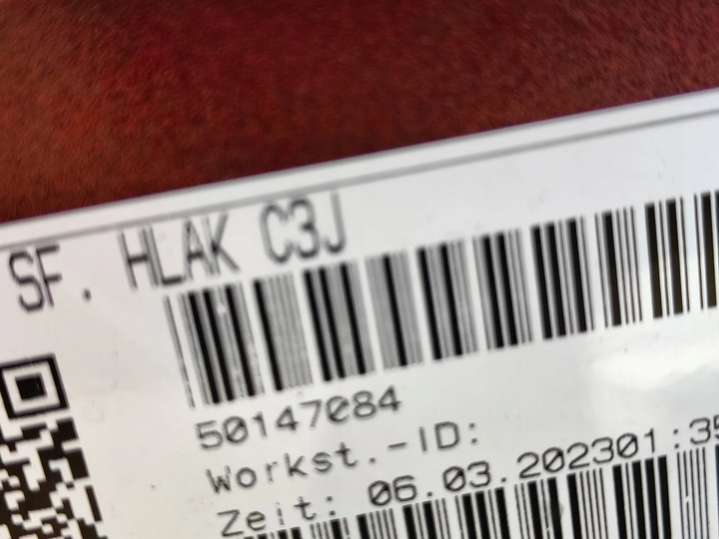 SF. HLAK C3J
50147084
Workst.-ID:
Zeit: 06.03.202301:35